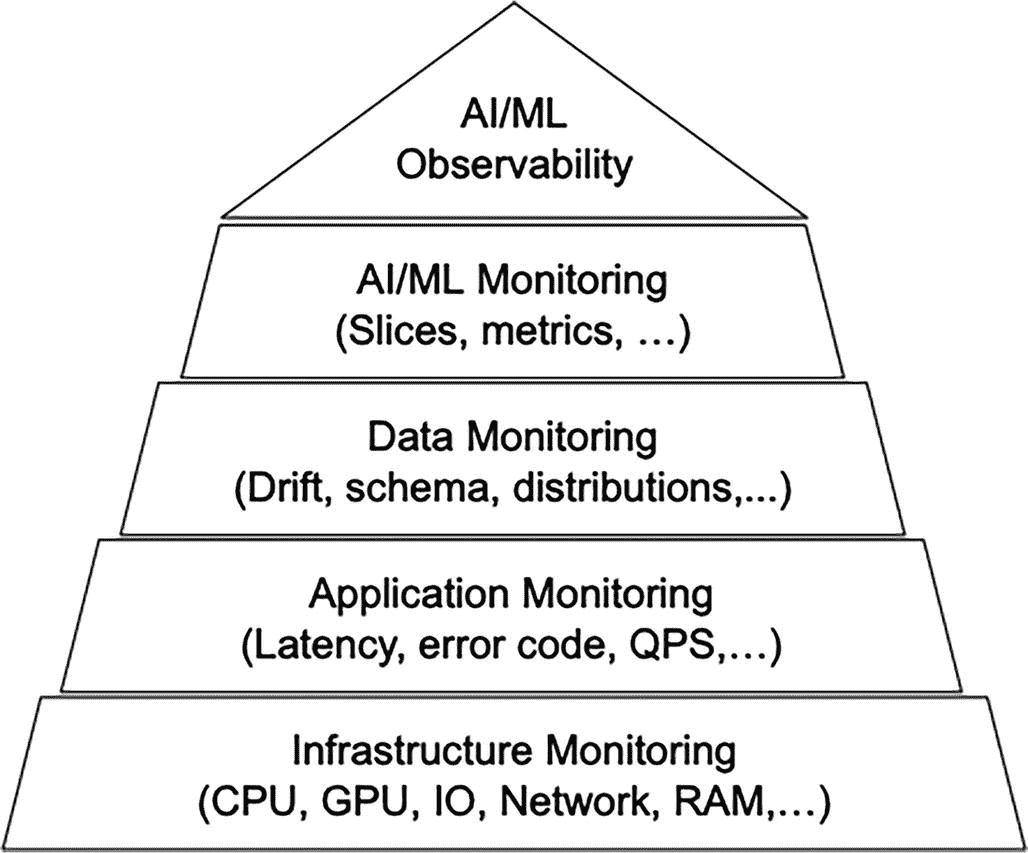 AI/ML
Observability
AI/ML Monitoring
(Slices, metrics, …)
Data Monitoring
(Drift, schema, distributions,...)
Application Monitoring
(Latency, error code, QPS,…)
Infrastructure Monitoring
(CPU, GPU, IO, Network, RAM,…)